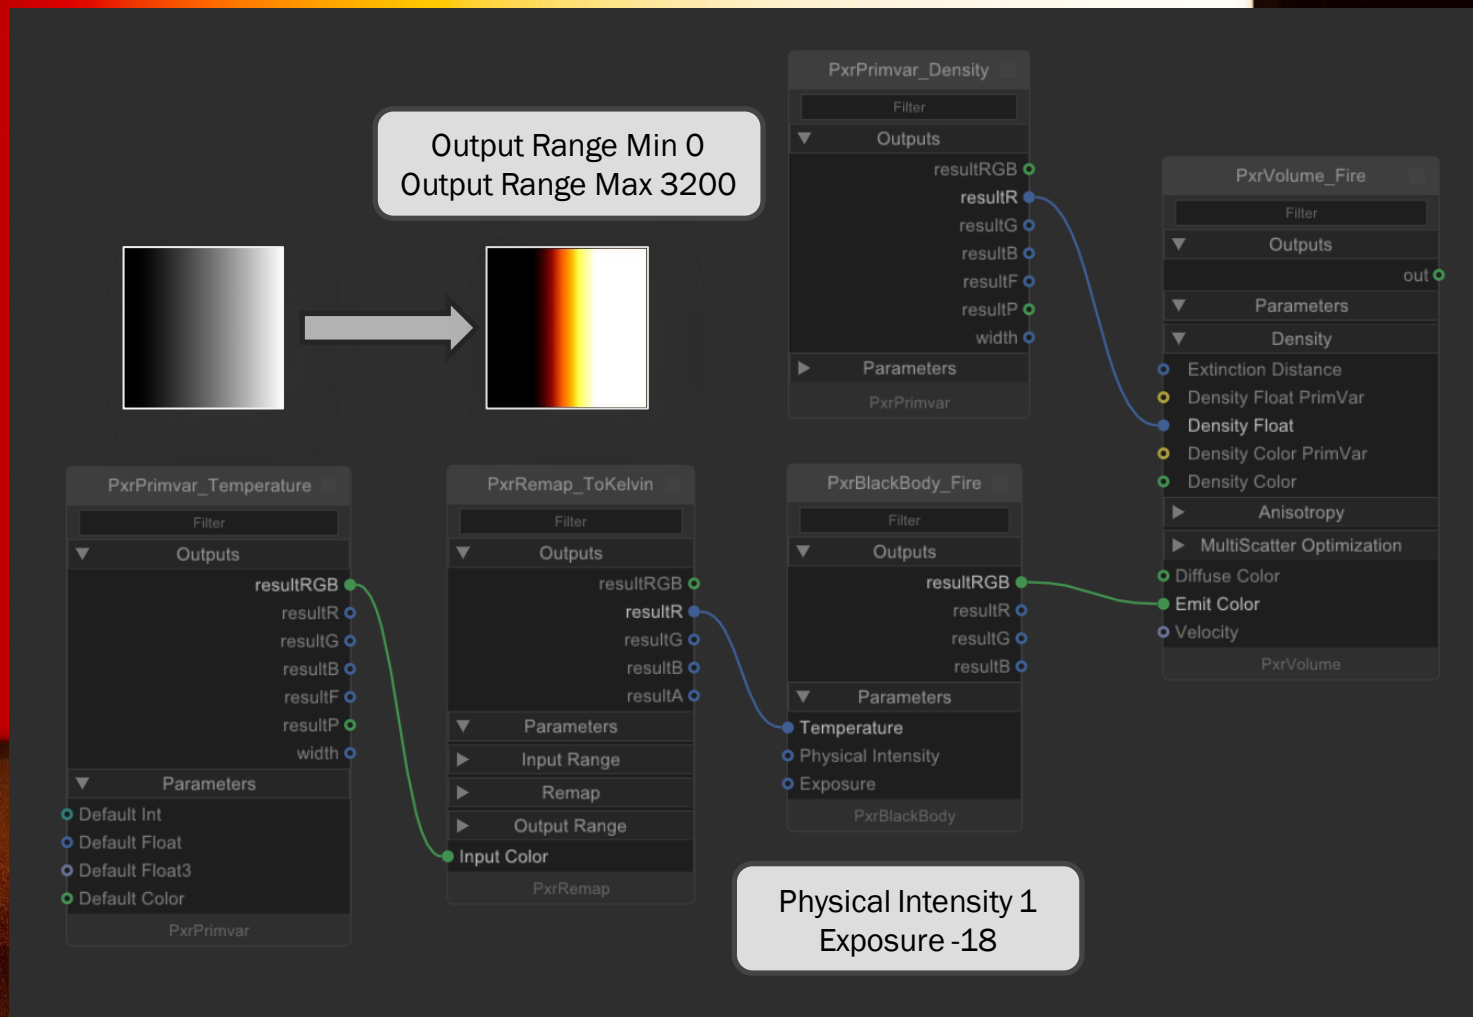 Output Range Min 0
Output Range Max 3200
PxrPrimvar_Density
Filter
Outputs
resultRGB
resultR
resultG
resultB
resultF
resultP
width
Parameters
PxrPrimvar
PxrVolume_Fire
Filter
Outputs
out
Parameters
Density
Extinction Distance
Density Float PrimVar
Density Float
Density Color PrimVar
Density Color
Anisotropy
MultiScatter Optimization
Diffuse Color
Emit Color
Velocity
PxrVolume
PxrPrimvar_Temperature
Filter
Outputs
resultRGB
resultR
resultG
resultB
resultF
resultP
width
Parameters
Default Int
Default Float
Default Float3
Default Color
PxrPrimvar
PxrRemap_ToKelvin
Filter
Outputs
resultRGB
resultR
resultG
resultB
resultA
Parameters
Input Range
Remap
Output Range
Input Color
PxrRemap
PxrBlackBody_Fire
Filter
Outputs
resultRGB
resultR
resultG
resultB
Parameters
Temperature
Physical Intensity
Exposure
PxrBlackBody
Physical Intensity 1
Exposure -18